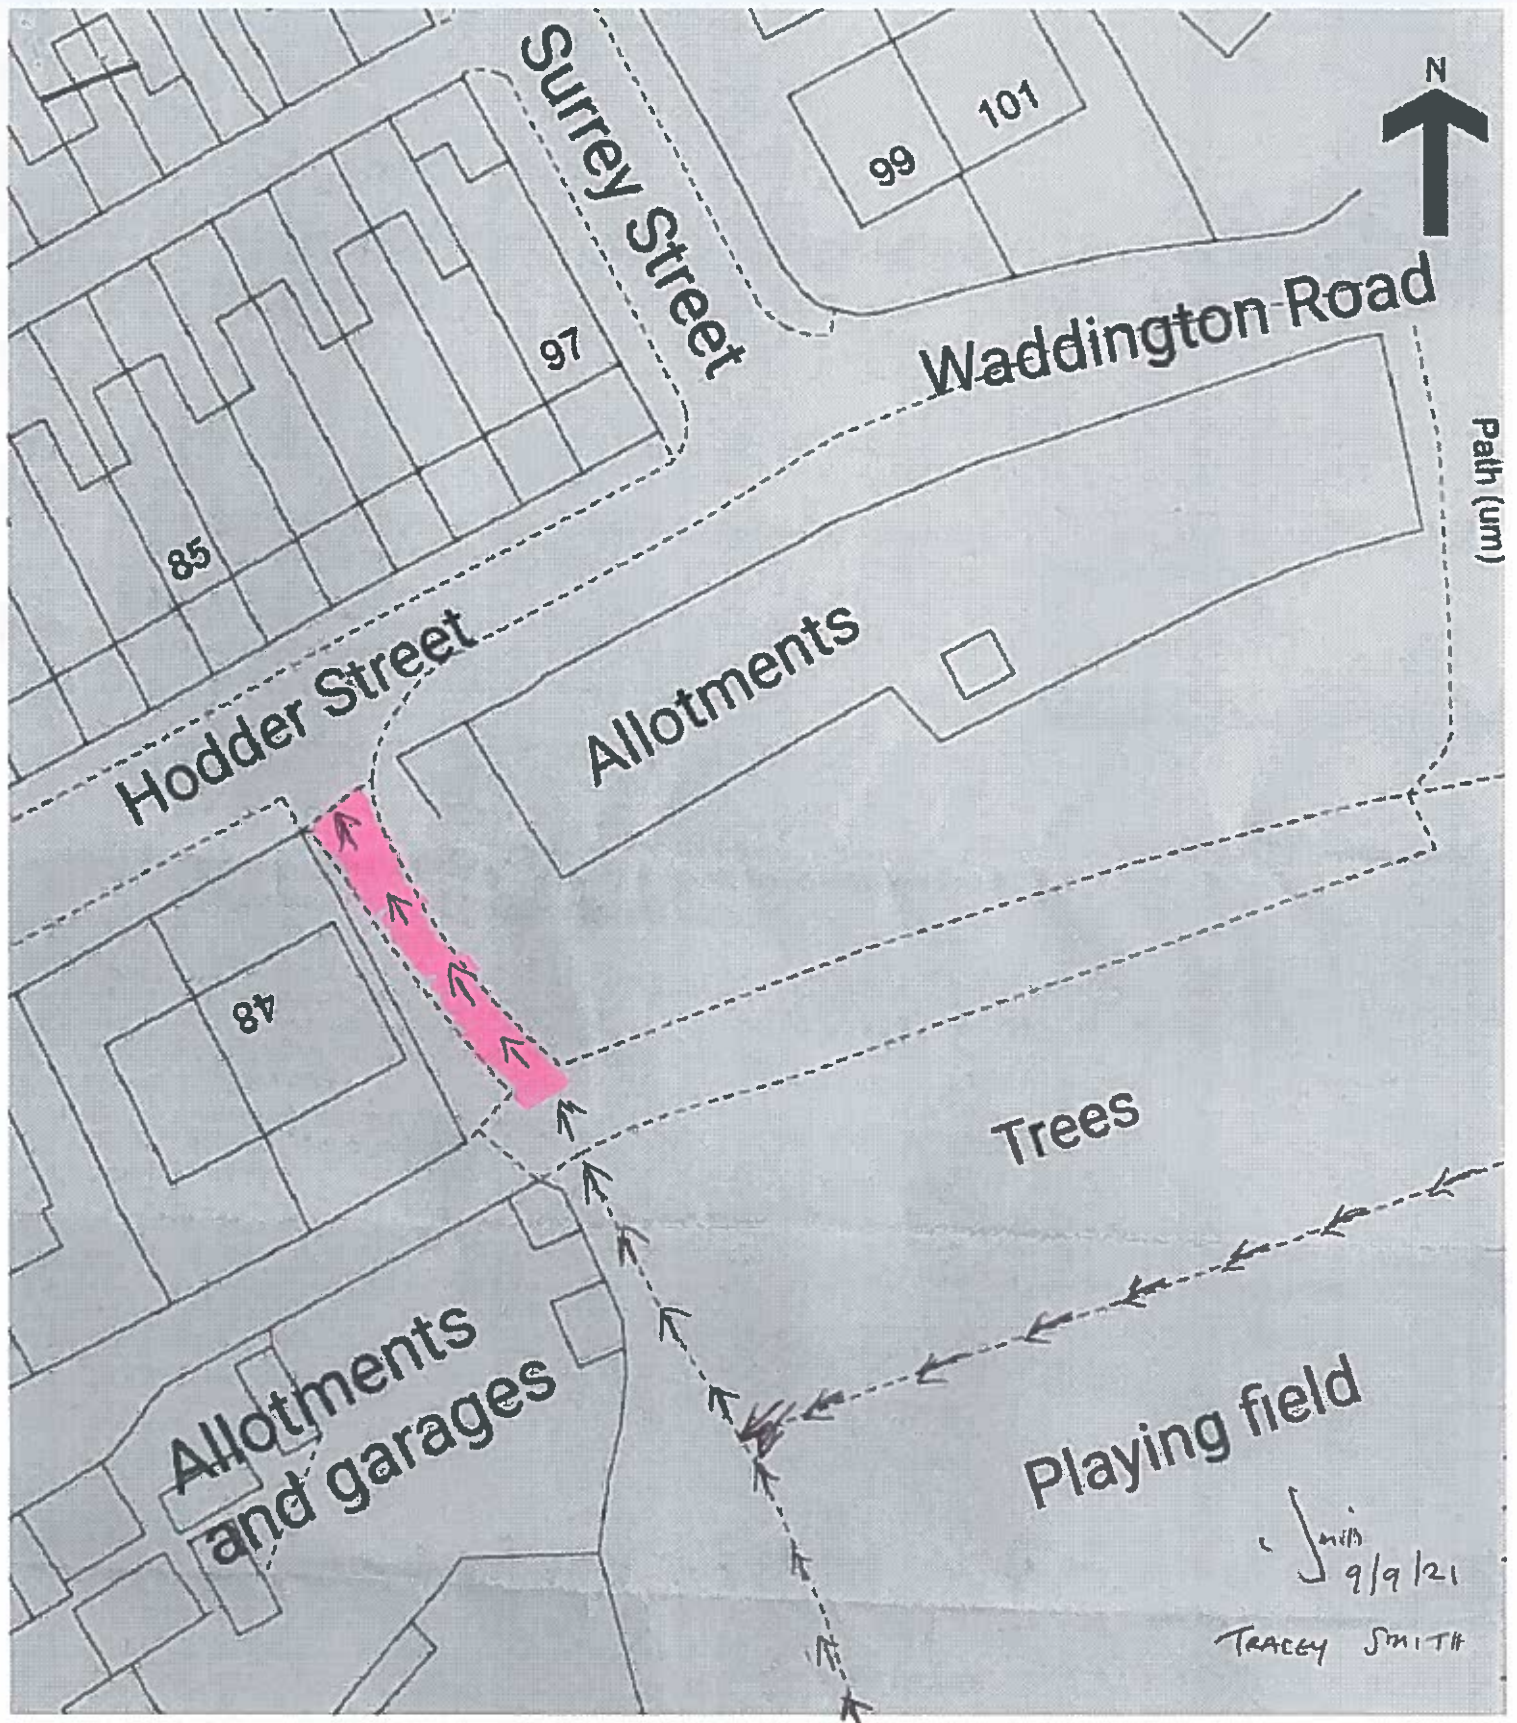 Surrey Street
N
101
99
Waddington Road
97
Path (um)
85
Hodder Street
Allotments
48
Trees
Allotments
and garages
Playing field
Smith
9/9/21
TRACEY SMITH